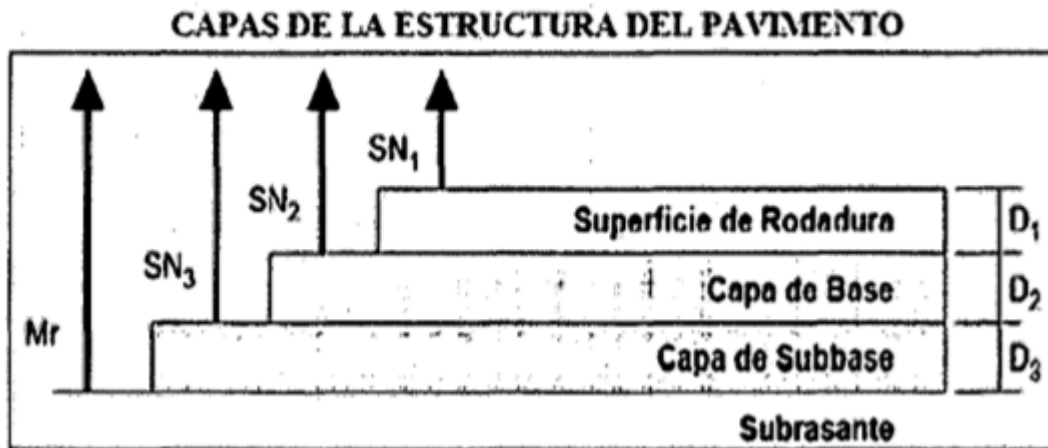 CAPAS DE LA ESTRUCTURA DEL PAVIMENTO
SN1
Superficie de Rodadura
D1
SN2
Capa de Base
D2
SN3
Mr
Capa de Subbase
D3
Subrasante